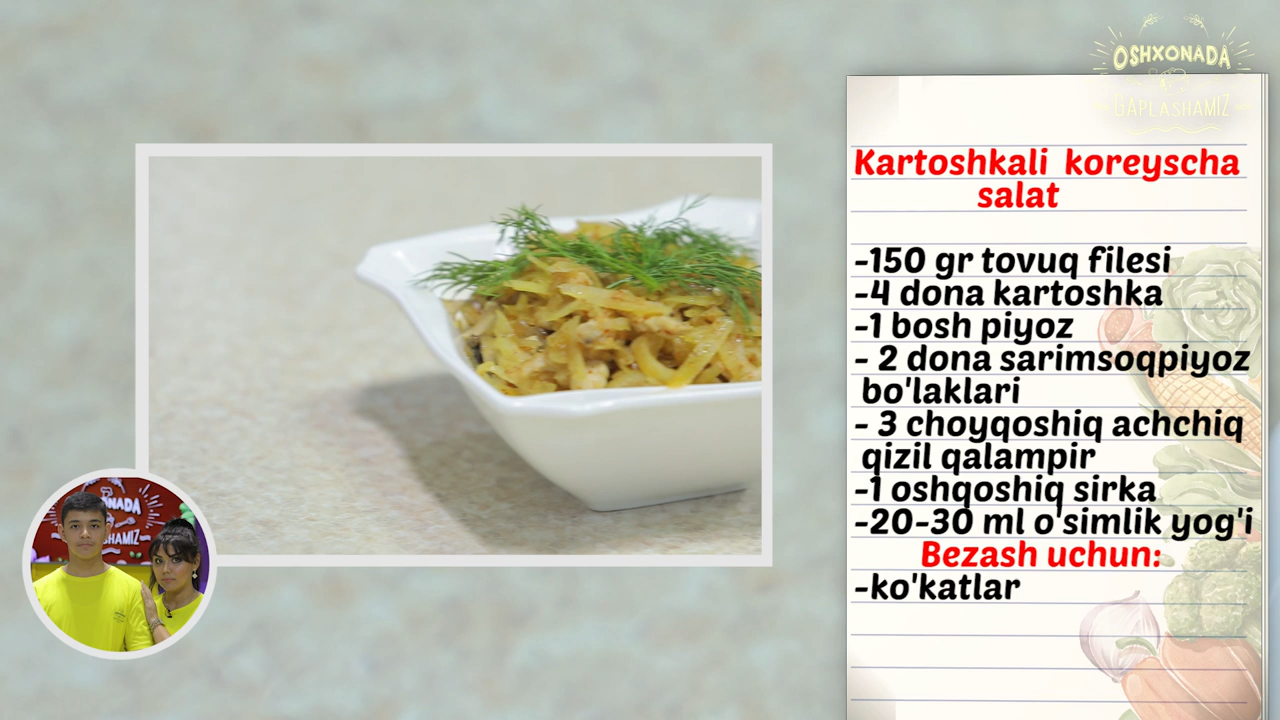 OSHXONADA
GAPLASHAMIZ
Kartoshkali koreyscha
salat
-150 gr tovuq filesi
-4 dona kartoshka
-1 bosh piyoz
- 2 dona sarimsoqpiyoz
bo'laklari
- 3 choyqoshiq achchiq
qizil qalampir
-1 oshqoshiq sirka
-20-30 ml o'simlik yog'i
Bezash uchun:
-ko'katlar